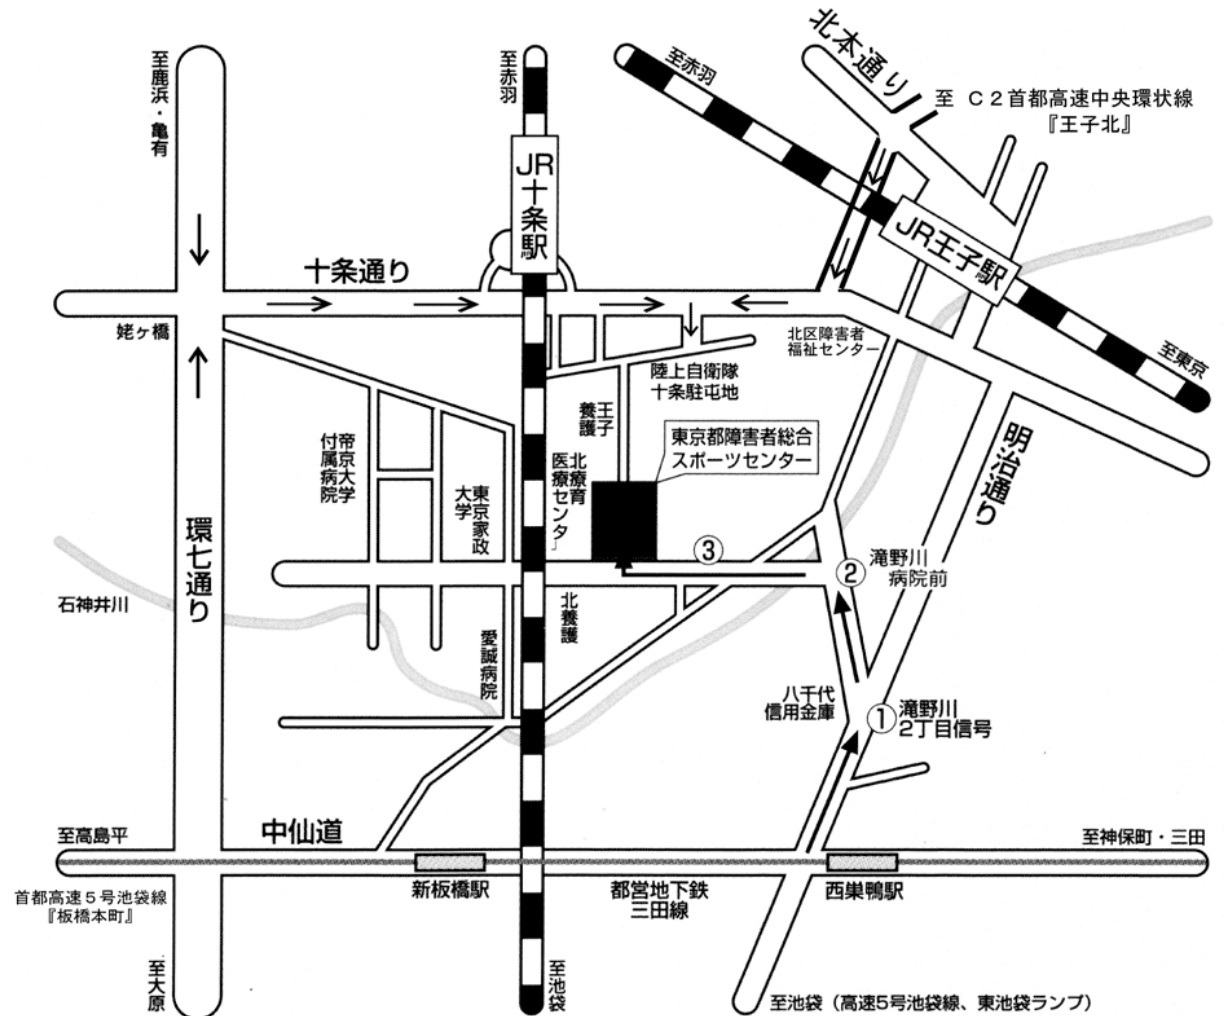 至鹿浜・亀有
至赤羽
至赤羽
北本通り
至 C2首都高速中央環状線
『王子北』
JR十条駅
JR王子駅
十条通り
姥ヶ橋
北区障害者
福祉センター
至東京
陸上自衛隊
十条駐屯地
王子
養護
東京都障害者総合
スポーツセンター
明治通り
帝京大学
付属病院
東京家政
大学
北療育
医療センター
環七通り
③
②
滝野川
病院前
石神井川
北養護
愛誠病院
八千代
信用金庫
①
滝野川
2丁目信号
中仙道
至高島平
至神保町・三田
新板橋駅
都営地下鉄
三田線
西巣鴨駅
首都高速5号池袋線
『板橋本町』
至大原
至池袋
至池袋(高速5号池袋線、東池袋ランプ)